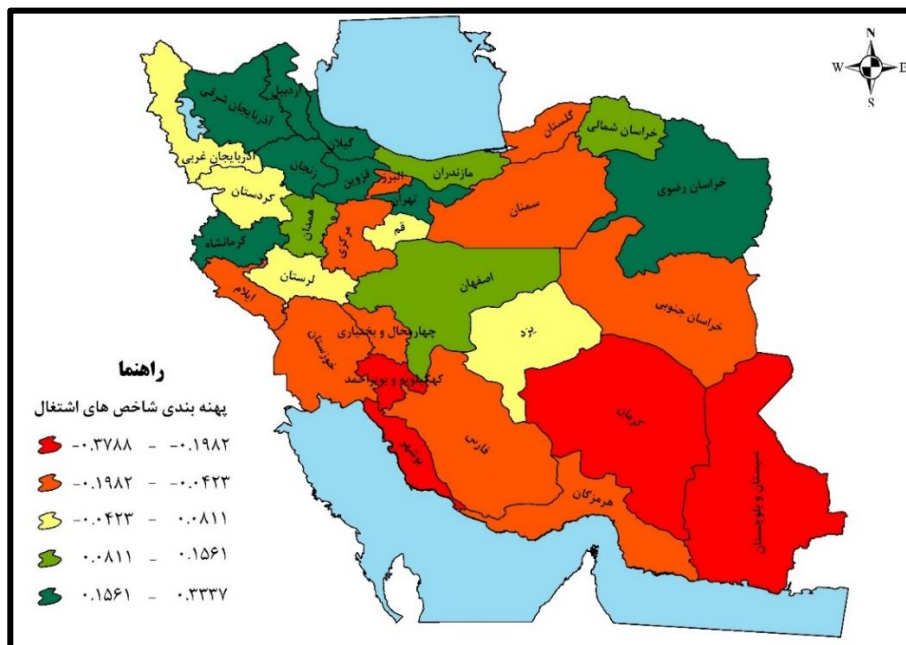 N
W E
S
اردبیل
آذربایجان شرقی
گیلان
آذربایجان غربی
زنجان
قزوین
البرز
مازندران
گلستان
خراسان شمالی
خراسان رضوی
تهران
سمنان
کردستان
همدان
مرکزی
قم
کرمانشاه
لرستان
اصفهان
ایلام
خراسان جنوبی
یزد
چهارمحال و بختیاری
خوزستان
کهگیلویه و بویراحمد
کرمان
فارس
بوشهر
هرمزگان
سیستان و بلوچستان
راهنما
پهنه بندی شاخص های اشتغال
-۰.۳۷۸۸ – -۰.۱۹۸۲
-۰.۱۹۸۲ – -۰.۰۴۲۳
-۰.۰۴۲۳ – ۰.۰۸۱۱
۰.۰۸۱۱ – ۰.۱۵۶۱
۰.۱۵۶۱ – ۰.۳۳۳۷